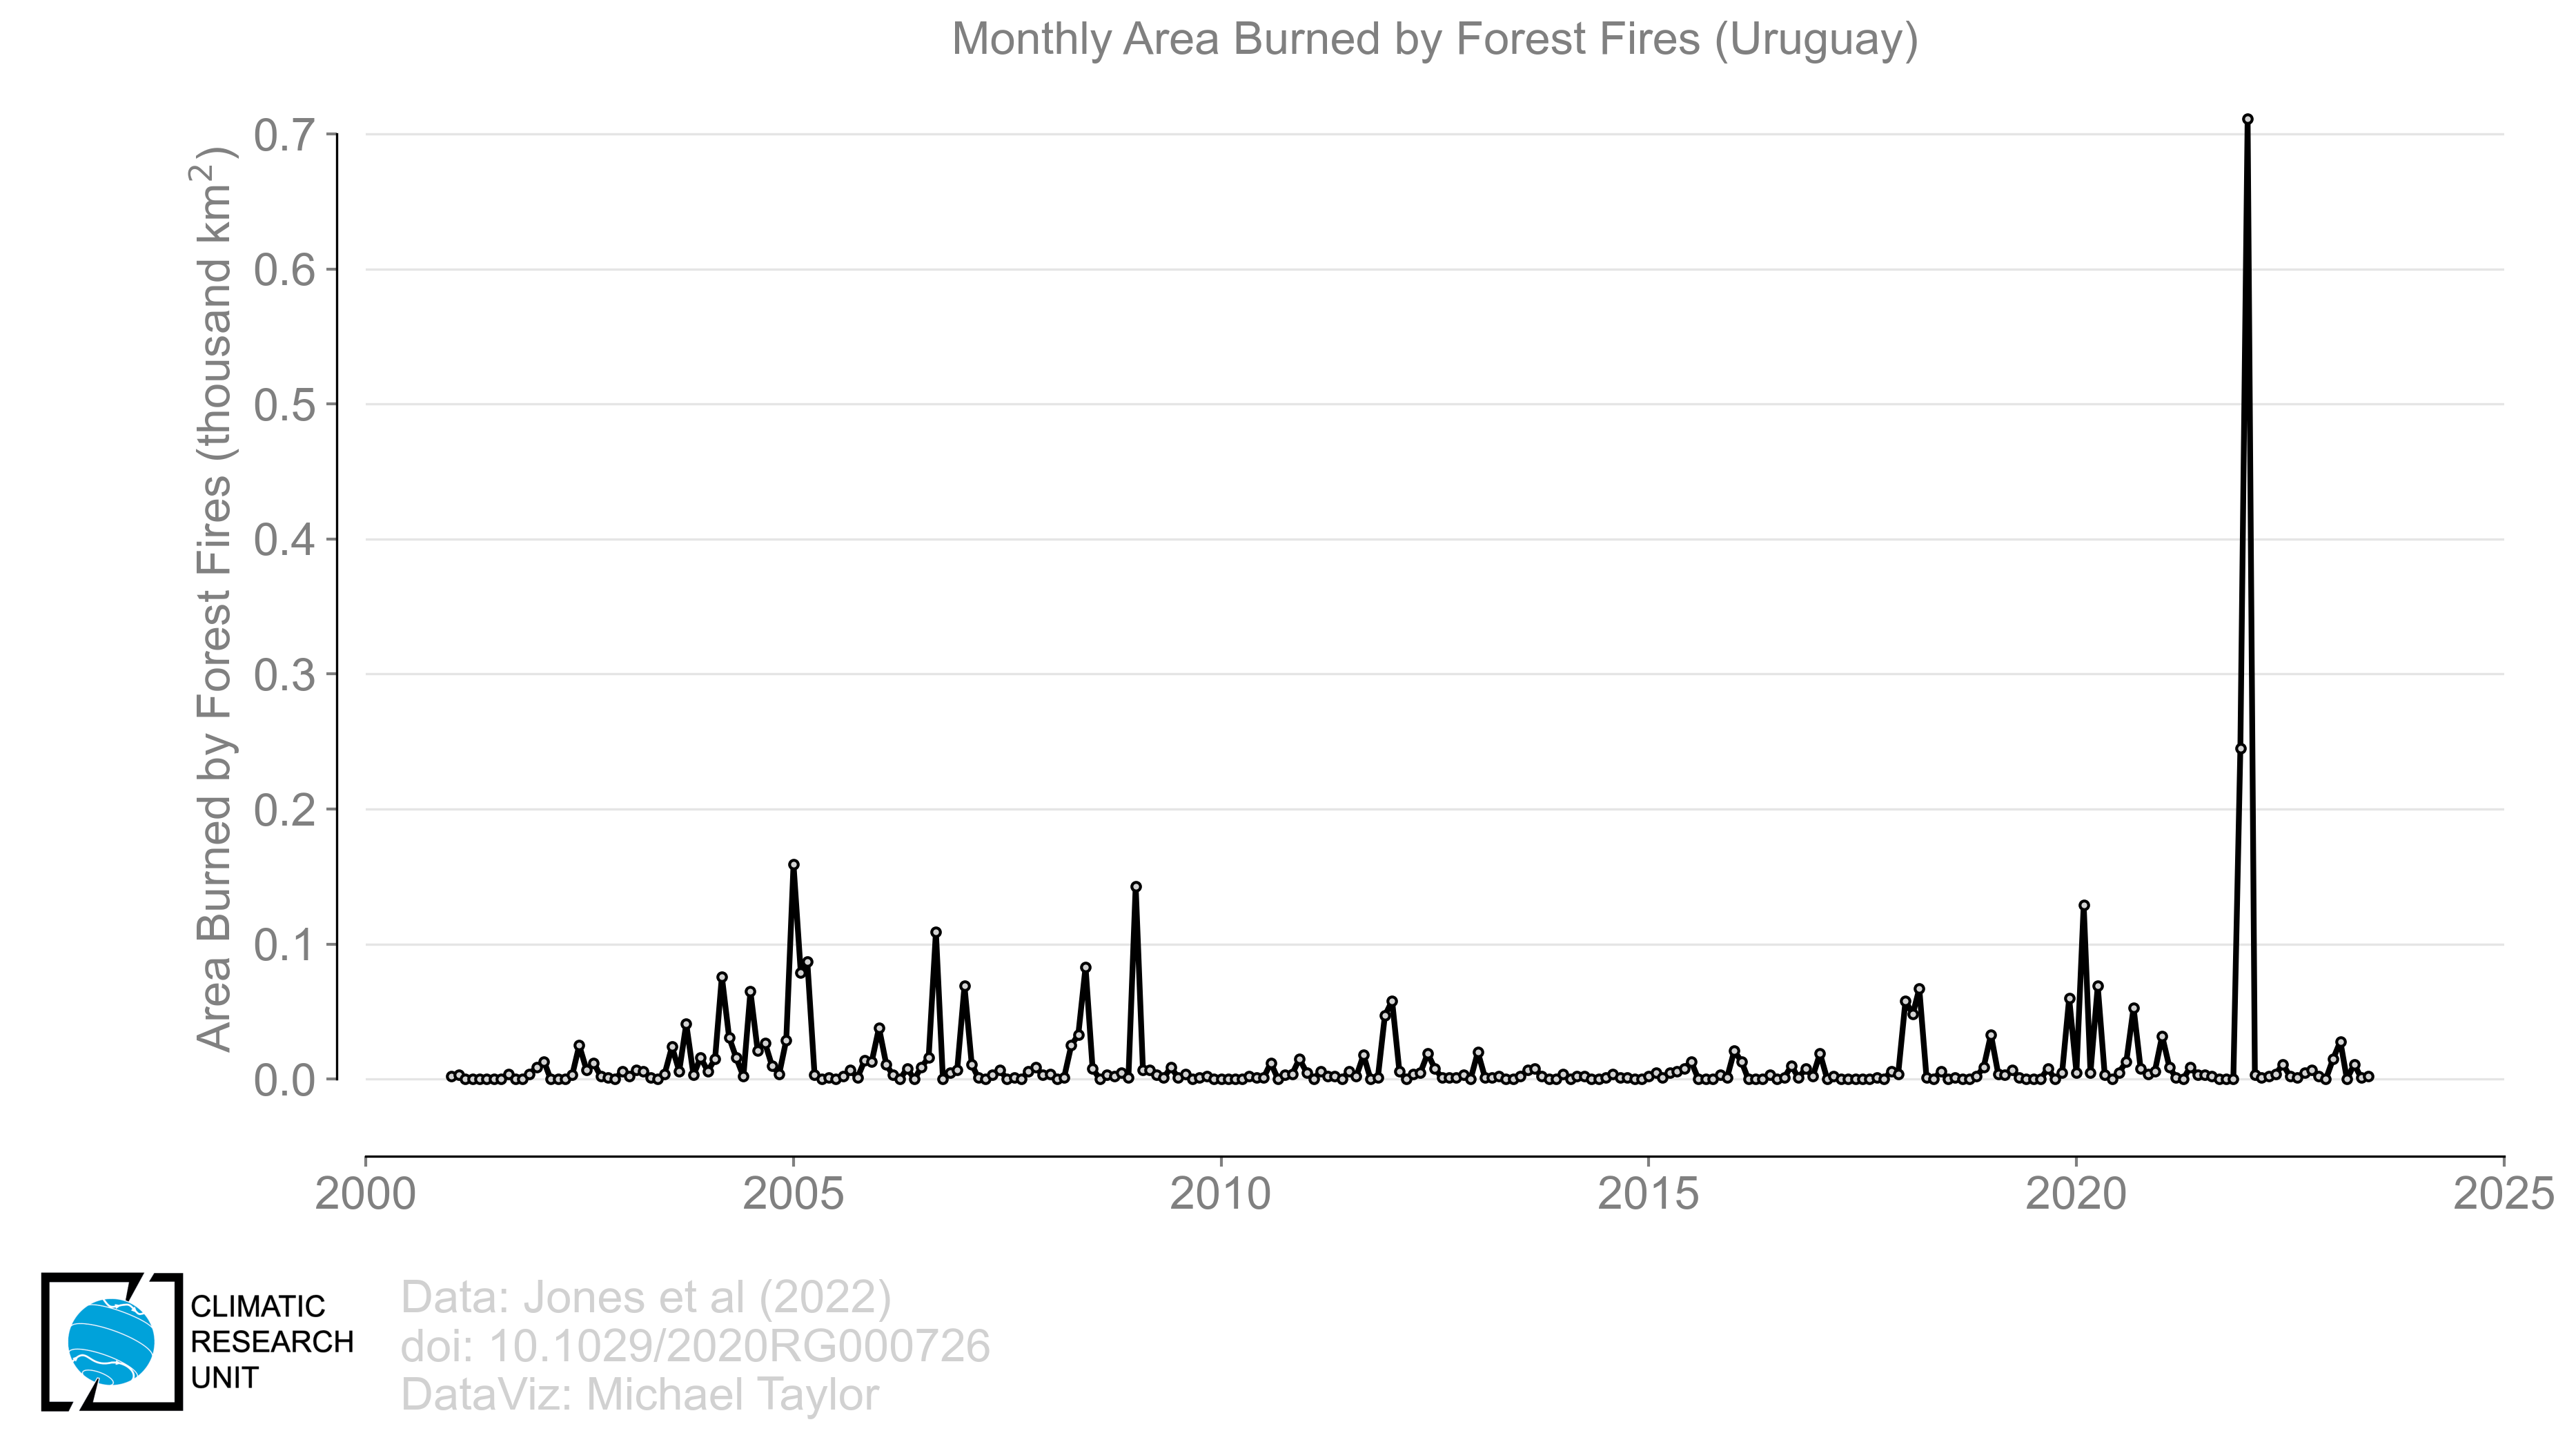 Monthly Area Burned by Forest Fires (Uruguay)
Area Burned by Forest Fires (thousand km²)
0.7
0.6
0.5
0.4
0.3
0.2
0.1
0.0
2000 2005 2010 2015 2020 2025
CLIMATIC
RESEARCH
UNIT
Data: Jones et al (2022)
doi: 10.1029/2020RG000726
DataViz: Michael Taylor